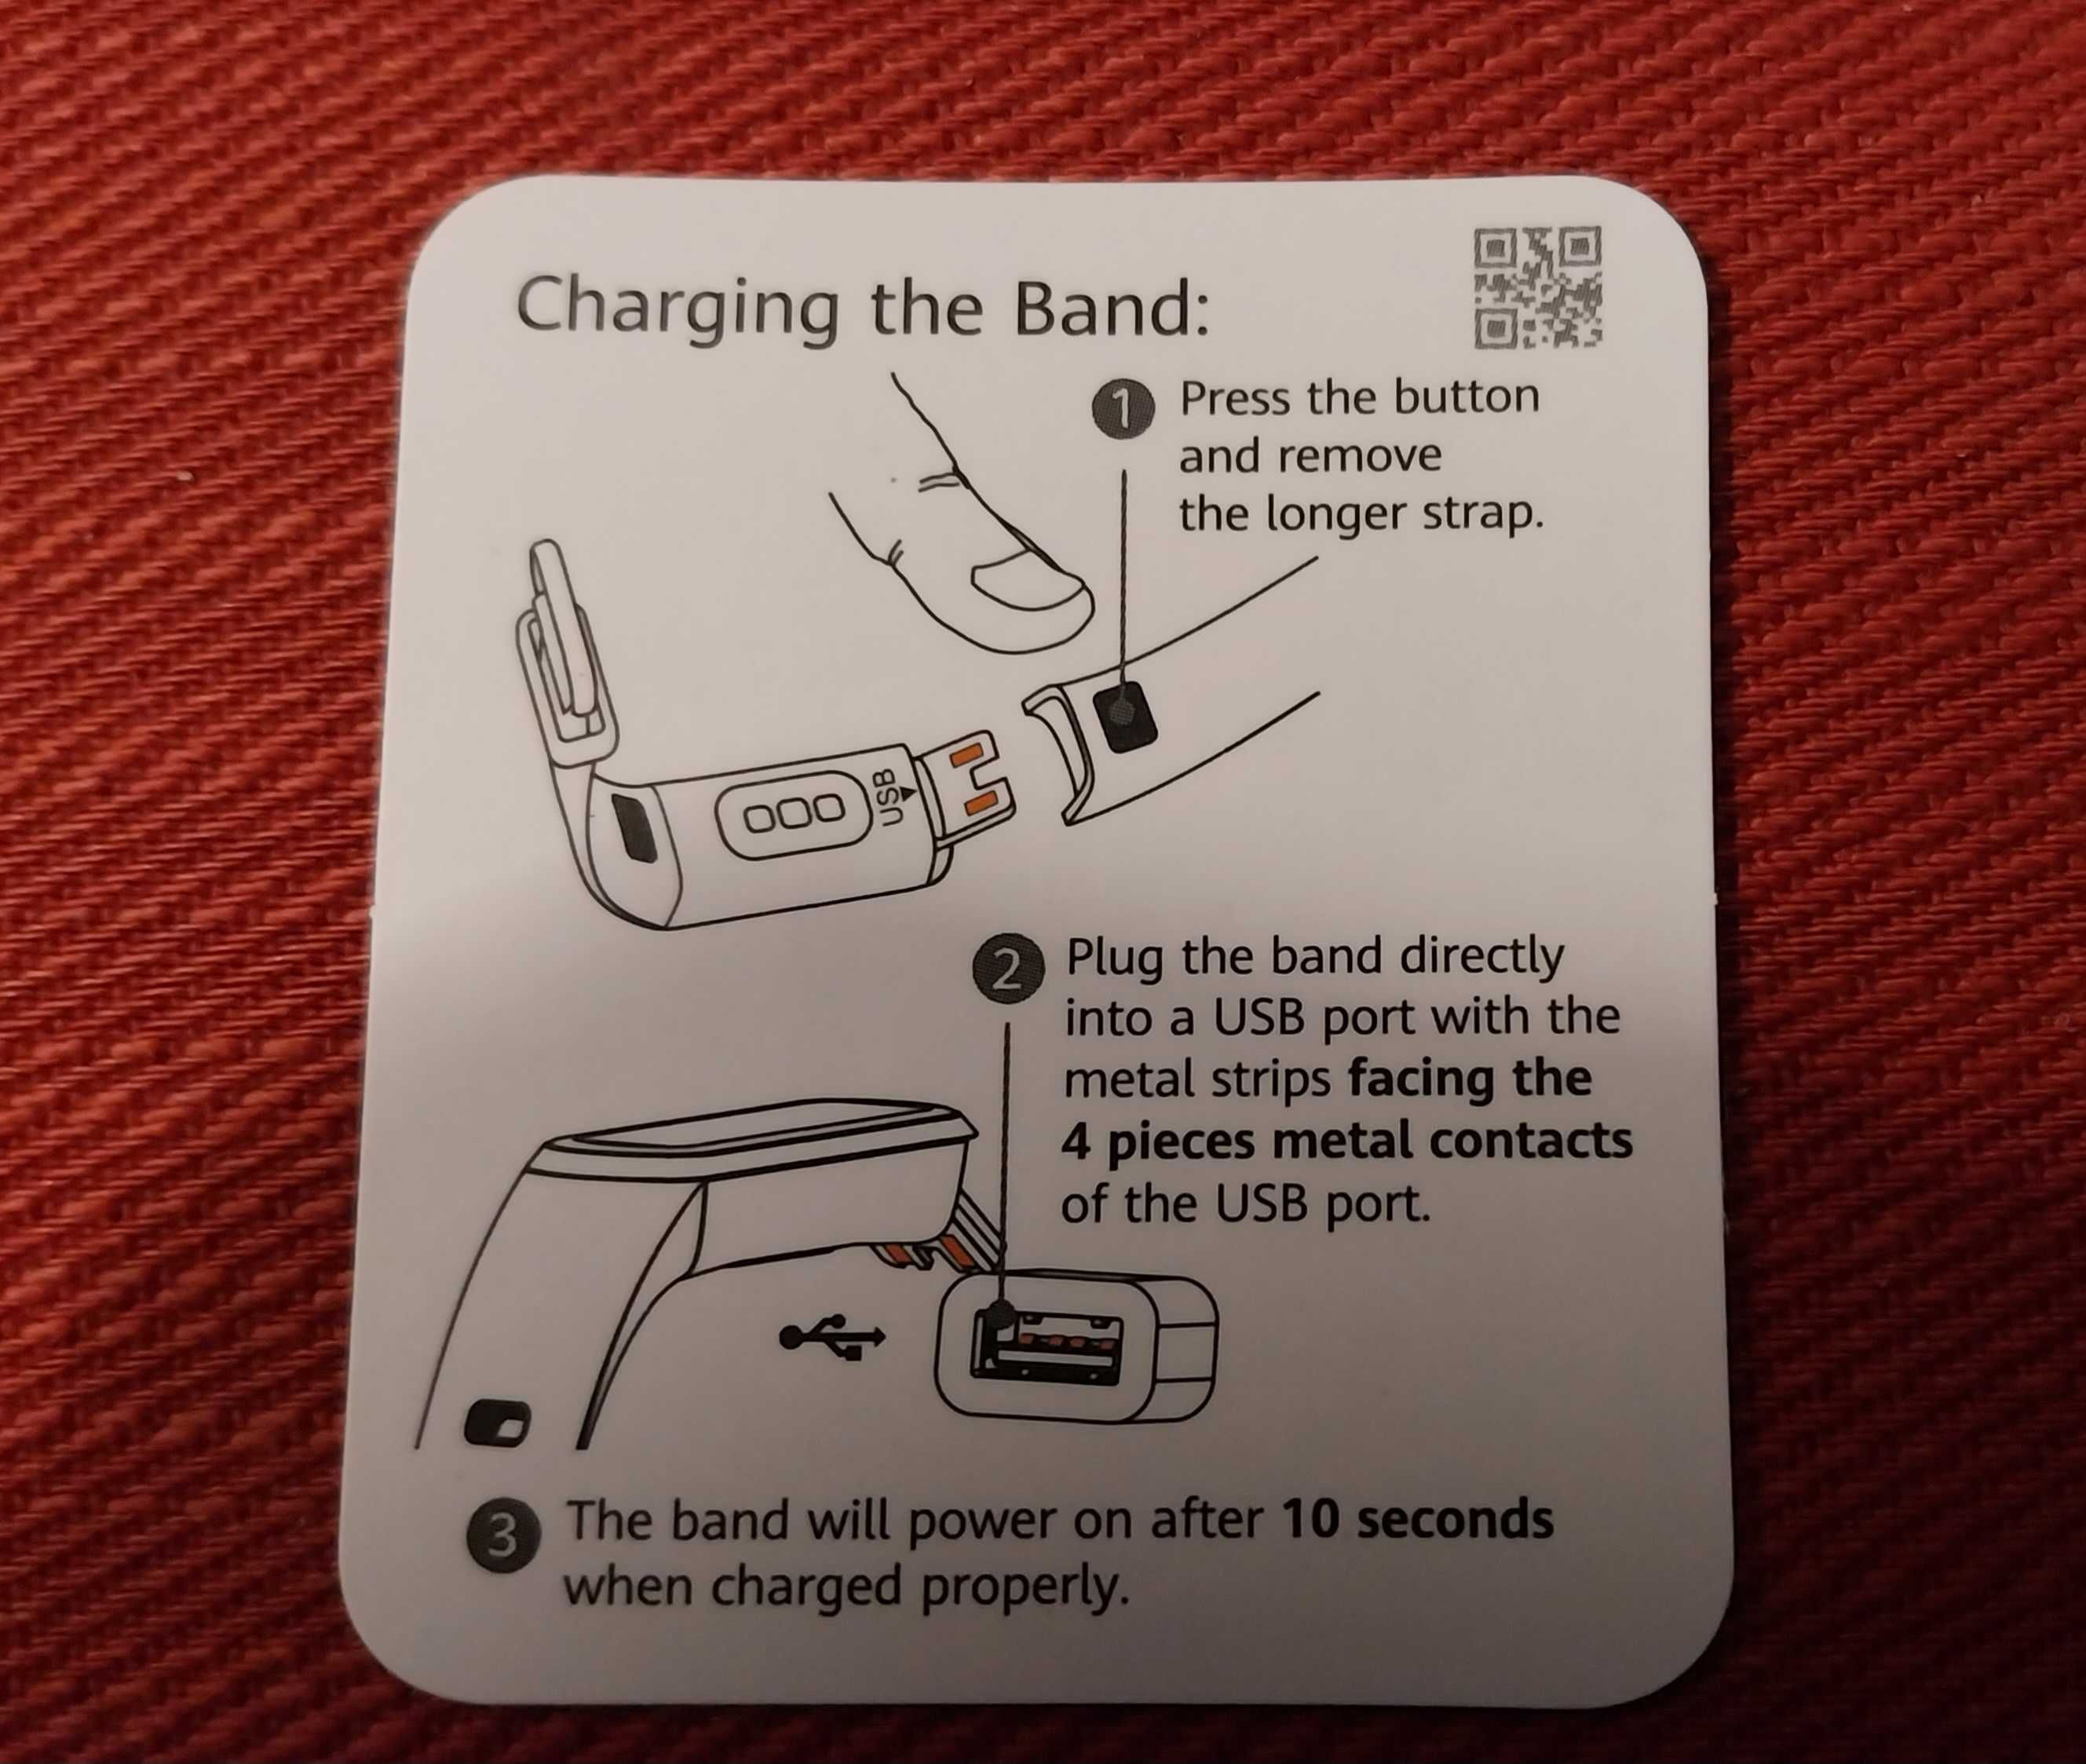 Charging the Band:
1 Press the button
and remove
the longer strap.
USB
2 Plug the band directly
into a USB port with the
metal strips facing the
4 pieces metal contacts
of the USB port.
3 The band will power on after 10 seconds
when charged properly.